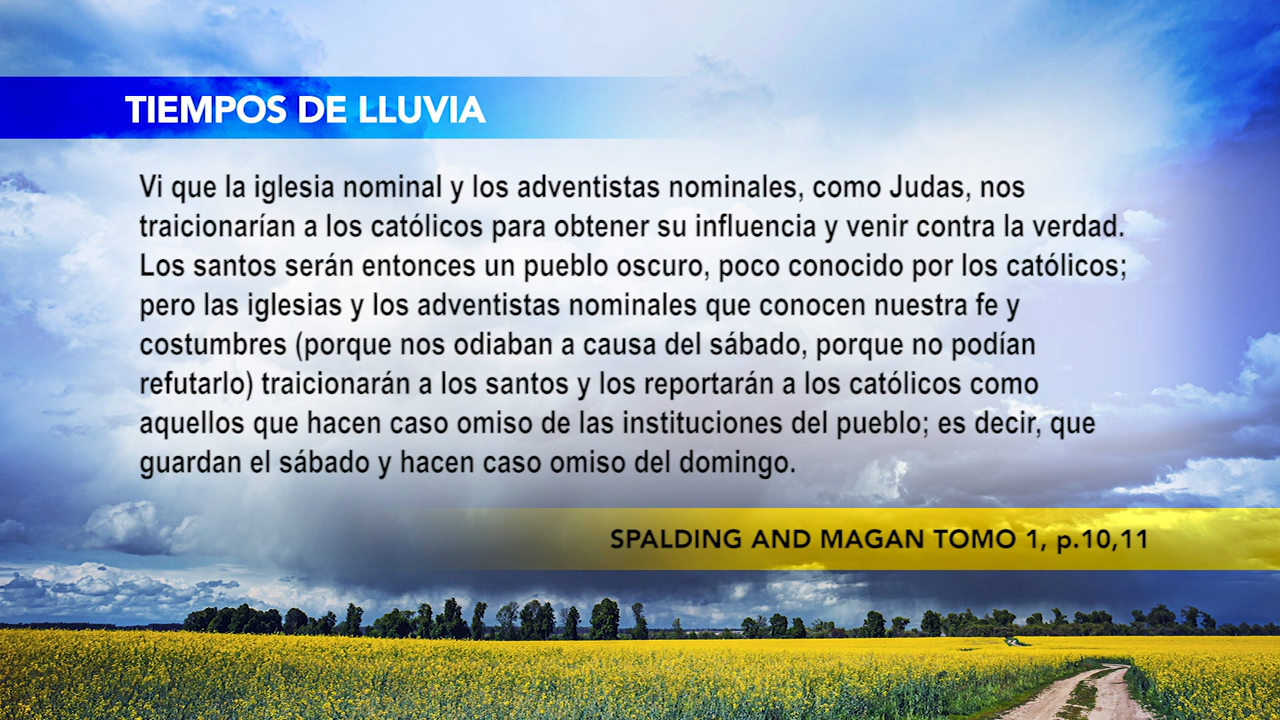 TIEMPOS DE LLUVIA
Vi que la iglesia nominal y los adventistas nominales, como Judas, nos
traicionarían a los católicos para obtener su influencia y venir contra la verdad.
Los santos serán entonces un pueblo oscuro, poco conocido por los católicos;
pero las iglesias y los adventistas nominales que conocen nuestra fe y
costumbres (porque nos odiaban a causa del sábado, porque no podían
refutarlo) traicionarán a los santos y los reportarán a los católicos como
aquellos que hacen caso omiso de las instituciones del pueblo; es decir, que
guardan el sábado y hacen caso omiso del domingo.
SPALDING AND MAGAN TOMO 1, p.10,11